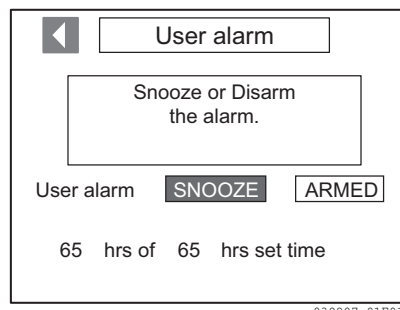 User alarm
Snooze or Disarm
the alarm.
User alarm SNOOZE ARMED
65 hrs of 65 hrs set time